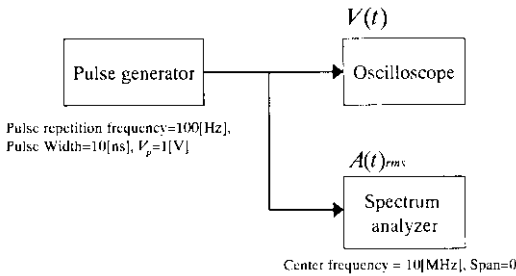 V(t)
Pulse generator
Oscilloscope
Pulse repetition frequency=100[Hz],
Pulse Width=10[ns], Vp=1[V]
A(t)rms
Spectrum
analyzer
Center frequency = 10[MHz], Span=0